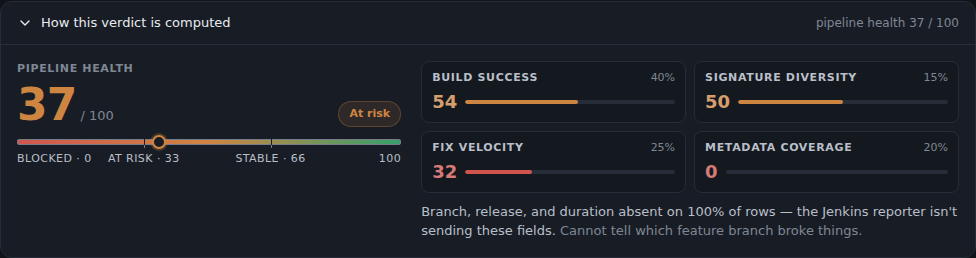 How this verdict is computed
pipeline health 37 / 100
PIPELINE HEALTH
37 / 100
At risk
BLOCKED · 0 AT RISK · 33 STABLE · 66 100
BUILD SUCCESS 40%
54
SIGNATURE DIVERSITY 15%
50
FIX VELOCITY 25%
32
METADATA COVERAGE 20%
0
Branch, release, and duration absent on 100% of rows — the Jenkins reporter isn't
sending these fields. Cannot tell which feature branch broke things.